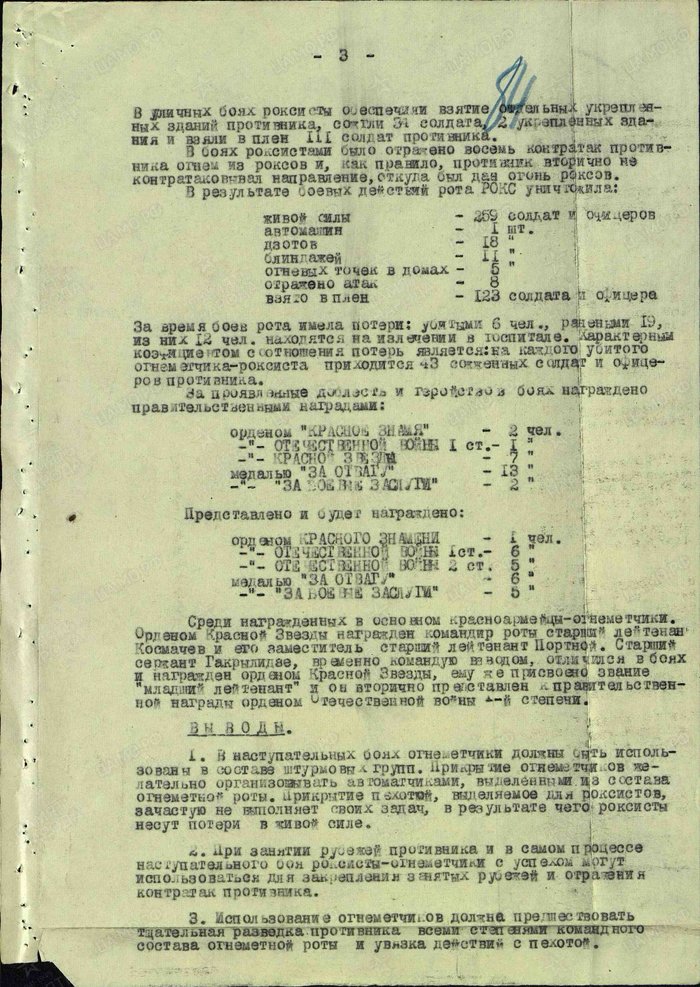 - 3 -
84
В уличных боях роксисты обеспечили взятие отдельных укреплен-
ных зданий противника, сожгли 31 солдата, 2 укрепленных зда-
ния и взяли в плен III солдат противника.
В боях роксистами было отражено восемь контратак против-
ника огнем из роксов и, как правило, противник вторично не
контратаковывал направление, откуда был дан огонь роксов.
В результате боевых действий рота РОКС уничтожила:
живой силы - 259 солдат и офицеров
автомашин - I шт.
дзотов - 18 "
блиндажей - II "
огневых точек в домах - 5 "
отражено атак - 8
взято в плен - 123 солдата и офицера
За время боев рота имела потери: убитыми 6 чел., ранеными 19,
из них 12 чел. находятся на излечении в госпитале. Характерным
коэфициентом соотношения потерь является: на каждого убитого
огнеметчика-роксиста приходится 43 сожженных солдат и офице-
ров противника.
За проявленные доблесть и геройство в боях награждено
правительственными наградами:
орденом "КРАСНОЕ ЗНАМЯ" - 2 чел.
-"- ОТЕЧЕСТВЕННОЙ ВОЙНЫ I ст.- I "
-"- КРАСНОЙ ЗВЕЗДЫ - 7 "
медалью "ЗА ОТВАГУ" - 13 "
-"- "ЗА БОЕВЫЕ ЗАСЛУГИ" - 2 "
Представлено и будет награждено:
орденом КРАСНОГО ЗНАМЕНИ - I чел.
-"- ОТЕЧЕСТВЕННОЙ ВОЙНЫ Iст.- 6 "
-"- ОТЕЧЕСТВЕННОЙ ВОЙНЫ 2 ст. 5 "
медалью "ЗА ОТВАГУ" - 6 "
-"- "ЗА БОЕВЫЕ ЗАСЛУГИ" - 5 "
Среди награжденных в основном красноармейцы-огнеметчики.
Орденом Красной Звезды награжден командир роты старший лейтенан
Космачев и его заместитель старший лейтенант Портной. Старший
сержант Гакрылидзе, временно командую взводом, отличился в боях
и награжден орденом Красной Звезды, ему же присвоено звание
"младший лейтенант" и он вторично представлен к правительствен-
ной награды орденом Отечественной войны -й степени.
ВЫВОДЫ.
I. В наступательных боях огнеметчики должны быть исполь-
зованы в составе штурмовых групп. Прикрытие огнеметчиков же-
лательно организовывать автоматчиками, выделенными из состава
огнеметной роты. Прикрытие пехотой, выделяемое для роксистов,
зачастую не выполняет своих задач, в результате чего роксисты
несут потери в живой силе.
2. При занятии рубежей противника и в самом процессе
наступательного боя роксисты-огнеметчики с успехом могут
использоваться для закрепления занятых рубежей и отражения
контратак противника.
3. Использование огнеметчиков должна предшествовать
тщательная разведка противника всеми степенями командного
состава огнеметной роты и увязка действий с пехотой.